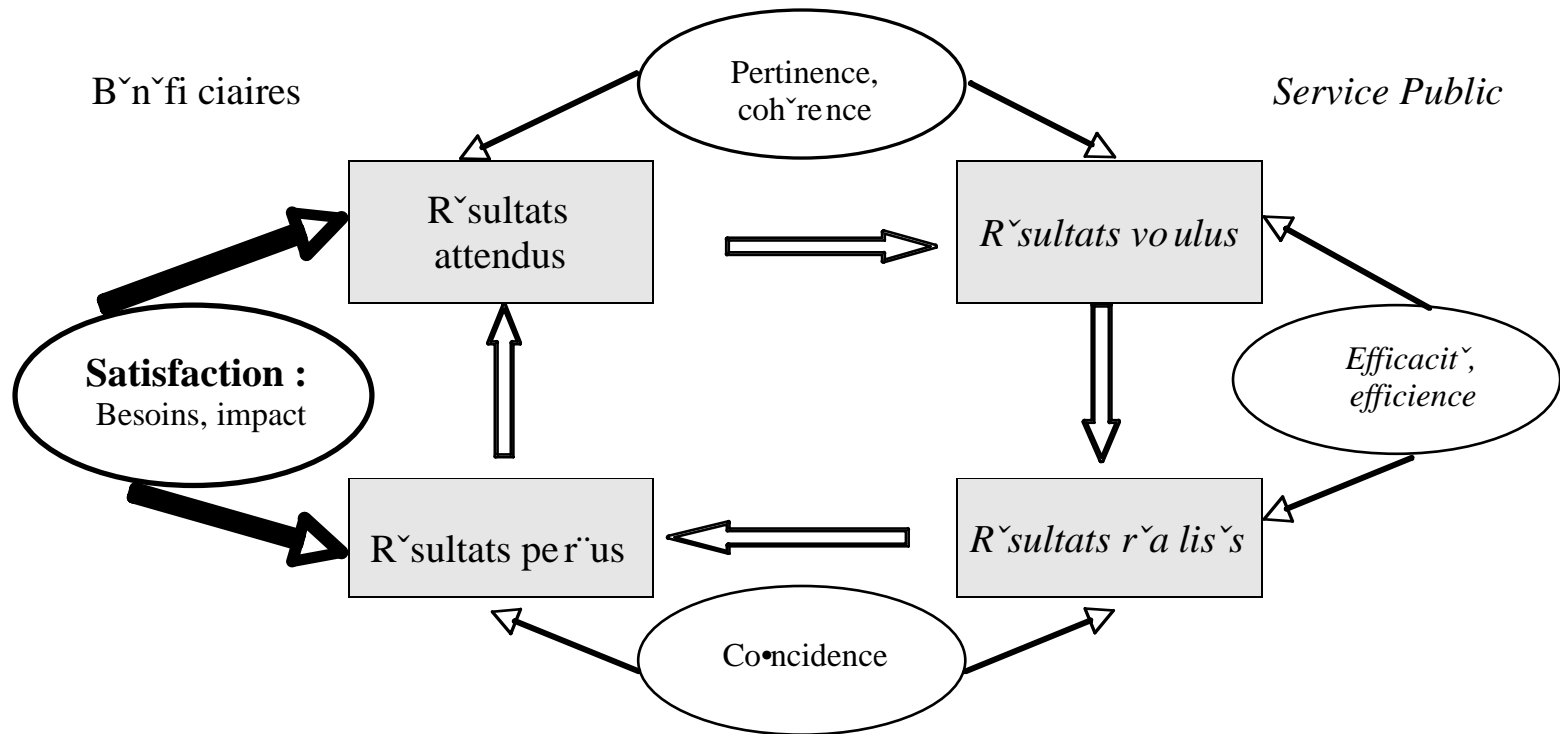 Bˇnˇfi ciaires
Pertinence,
cohˇre nce
Service Public
Rˇsultats
attendus
Rˇsultats vo ulus
Satisfaction :
Besoins, impact
Efficacitˇ,
efficience
Rˇsultats pe r¨us
Rˇsultats rˇa lisˇs
Co•ncidence